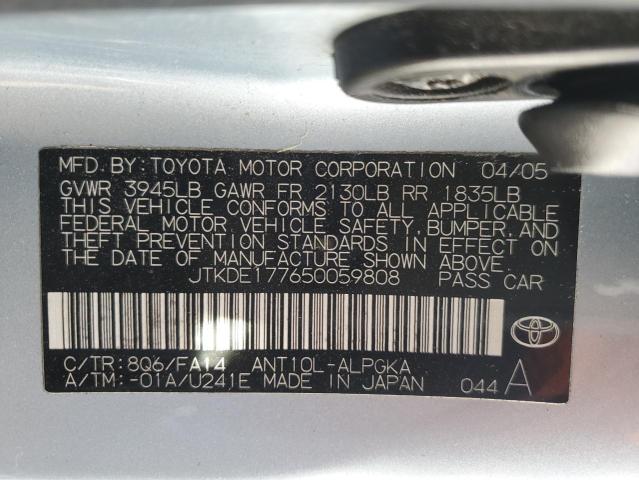 MFD.BY:TOYOTA MOTOR CORPORATION 04/05
GVWR 3945LB GAWR FR 2130LB RR 1835LB
THIS VEHICLE CONFORMS TO ALL APPLICABLE
FEDERAL MOTOR VEHICLE SAFETY,BUMPER,AND
THEFT PREVENTION STANDARDS IN EFFECT ON
THE DATE OF MANUFACTURE SHOWN ABOVE.
JTKDE177650059808 PASS CAR
C/TR:8Q6/FA14 ANT10L-ALPGKA
A/TM:-01A/U241E MADE IN JAPAN 044 A